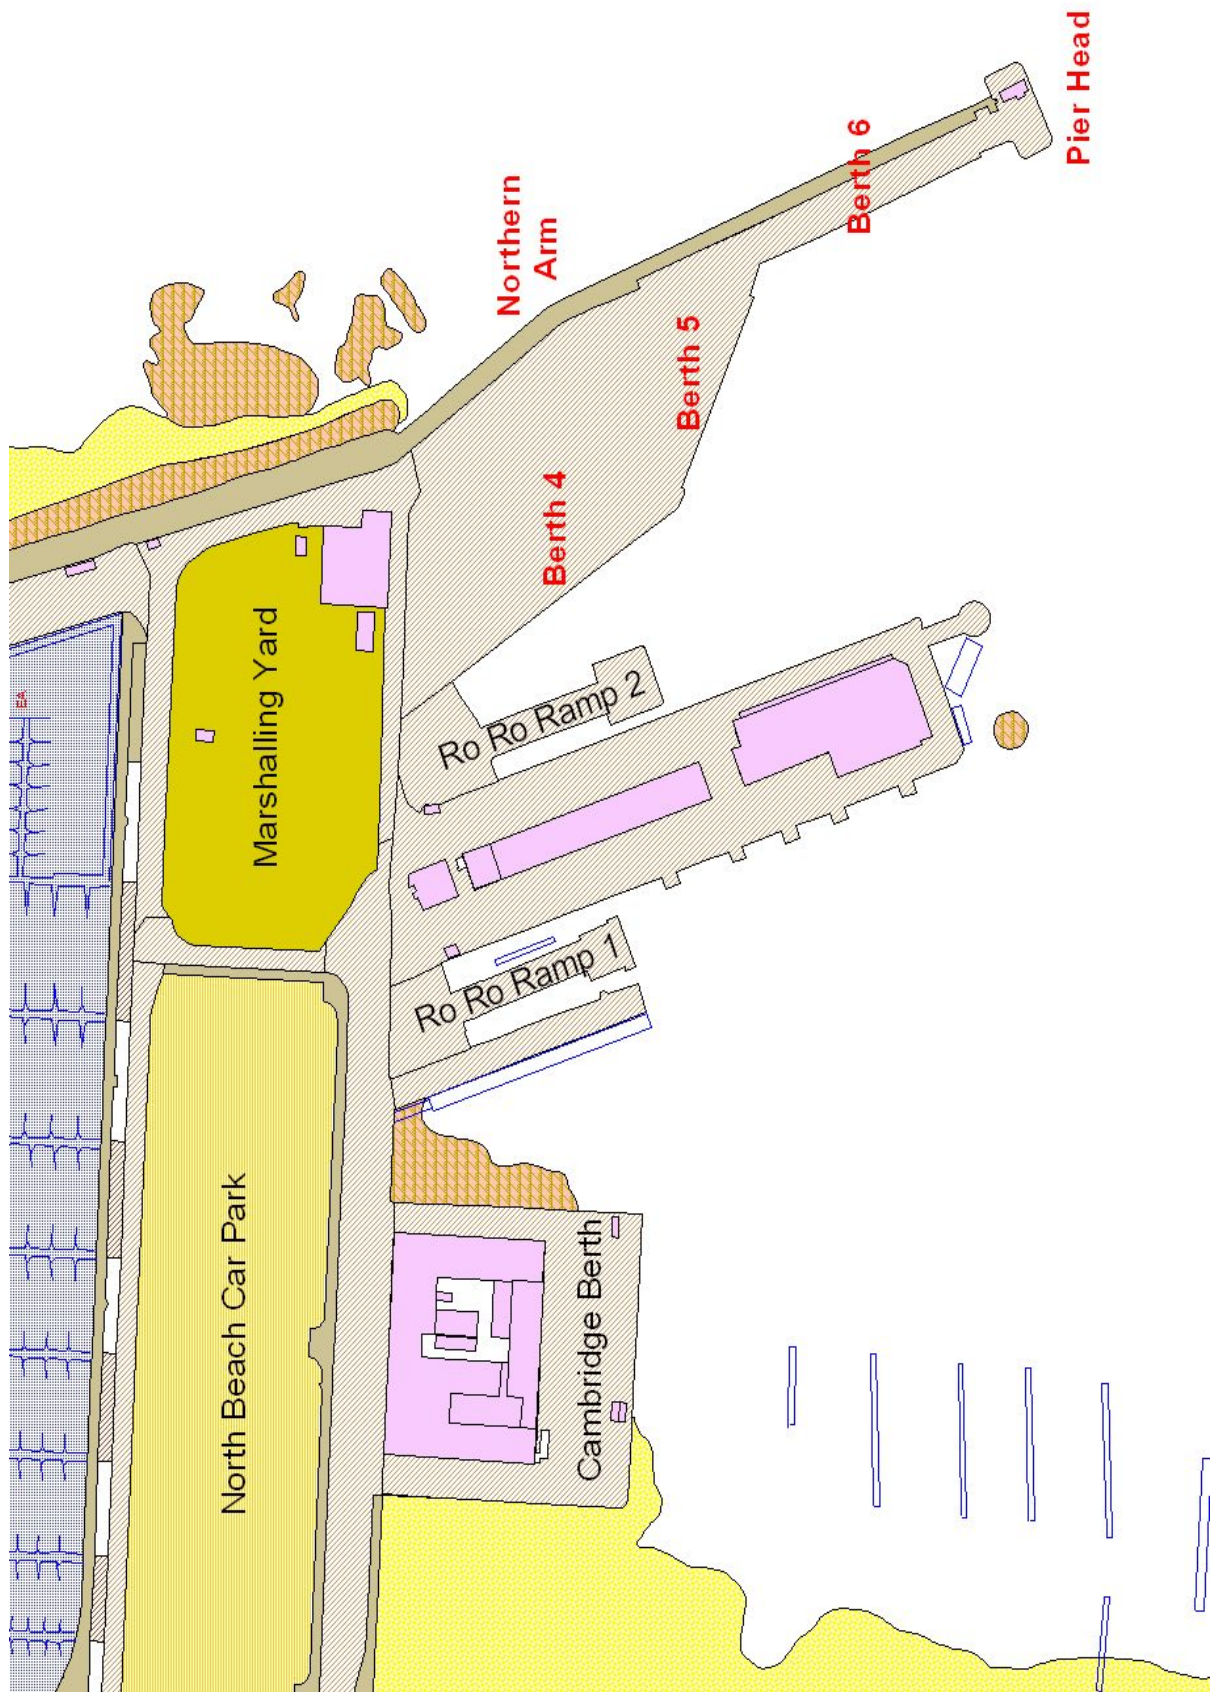 Pier Head
Berth 6
Northern
Arm
Berth 5
Berth 4
EA
Marshalling Yard
Ro Ro Ramp 2
Ro Ro Ramp 1
North Beach Car Park
Cambridge Berth